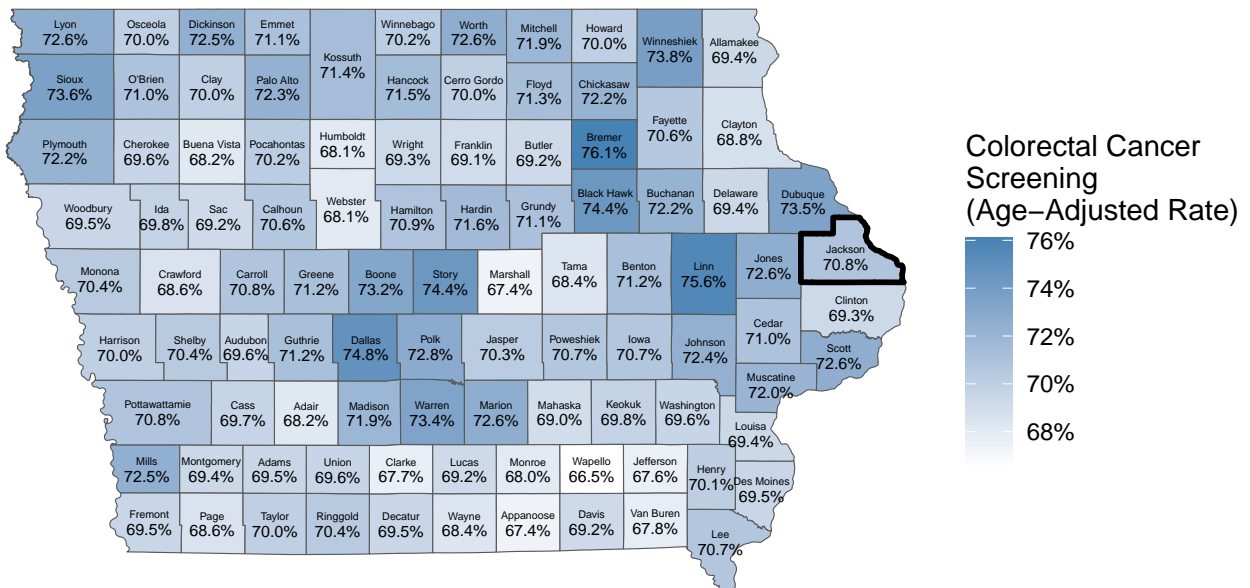 Lyon
72.6%
Osceola
70.0%
Dickinson
72.5%
Emmet
71.1%
Kossuth
71.4%
Winnebago
70.2%
Worth
72.6%
Mitchell
71.9%
Howard
70.0%
Winneshiek
73.8%
Allamakee
69.4%
Sioux
73.6%
O'Brien
71.0%
Clay
70.0%
Palo Alto
72.3%
Hancock
71.5%
Cerro Gordo
70.0%
Floyd
71.3%
Chickasaw
72.2%
Fayette
70.6%
Clayton
68.8%
Plymouth
72.2%
Cherokee
69.6%
Buena Vista
68.2%
Pocahontas
70.2%
Humboldt
68.1%
Wright
69.3%
Franklin
69.1%
Butler
69.2%
Bremer
76.1%
Woodbury
69.5%
Ida
69.8%
Sac
69.2%
Calhoun
70.6%
Webster
68.1%
Hamilton
70.9%
Hardin
71.6%
Grundy
71.1%
Black Hawk
74.4%
Buchanan
72.2%
Delaware
69.4%
Dubuque
73.5%
Monona
70.4%
Crawford
68.6%
Carroll
70.8%
Greene
71.2%
Boone
73.2%
Story
74.4%
Marshall
67.4%
Tama
68.4%
Benton
71.2%
Linn
75.6%
Jones
72.6%
Jackson
70.8%
Clinton
69.3%
Harrison
70.0%
Shelby
70.4%
Audubon
69.6%
Guthrie
71.2%
Dallas
74.8%
Polk
72.8%
Jasper
70.3%
Poweshiek
70.7%
Iowa
70.7%
Johnson
72.4%
Cedar
71.0%
Scott
72.6%
Muscatine
72.0%
Pottawattamie
70.8%
Cass
69.7%
Adair
68.2%
Madison
71.9%
Warren
73.4%
Marion
72.6%
Mahaska
69.0%
Keokuk
69.8%
Washington
69.6%
Louisa
69.4%
Mills
72.5%
Montgomery
69.4%
Adams
69.5%
Union
69.6%
Clarke
67.7%
Lucas
69.2%
Monroe
68.0%
Wapello
66.5%
Jefferson
67.6%
Henry
70.1%
Des Moines
69.5%
Fremont
69.5%
Page
68.6%
Taylor
70.0%
Ringgold
70.4%
Decatur
69.5%
Wayne
68.4%
Appanoose
67.4%
Davis
69.2%
Van Buren
67.8%
Lee
70.7%
Colorectal Cancer
Screening
(Age−Adjusted Rate)
76%
74%
72%
70%
68%